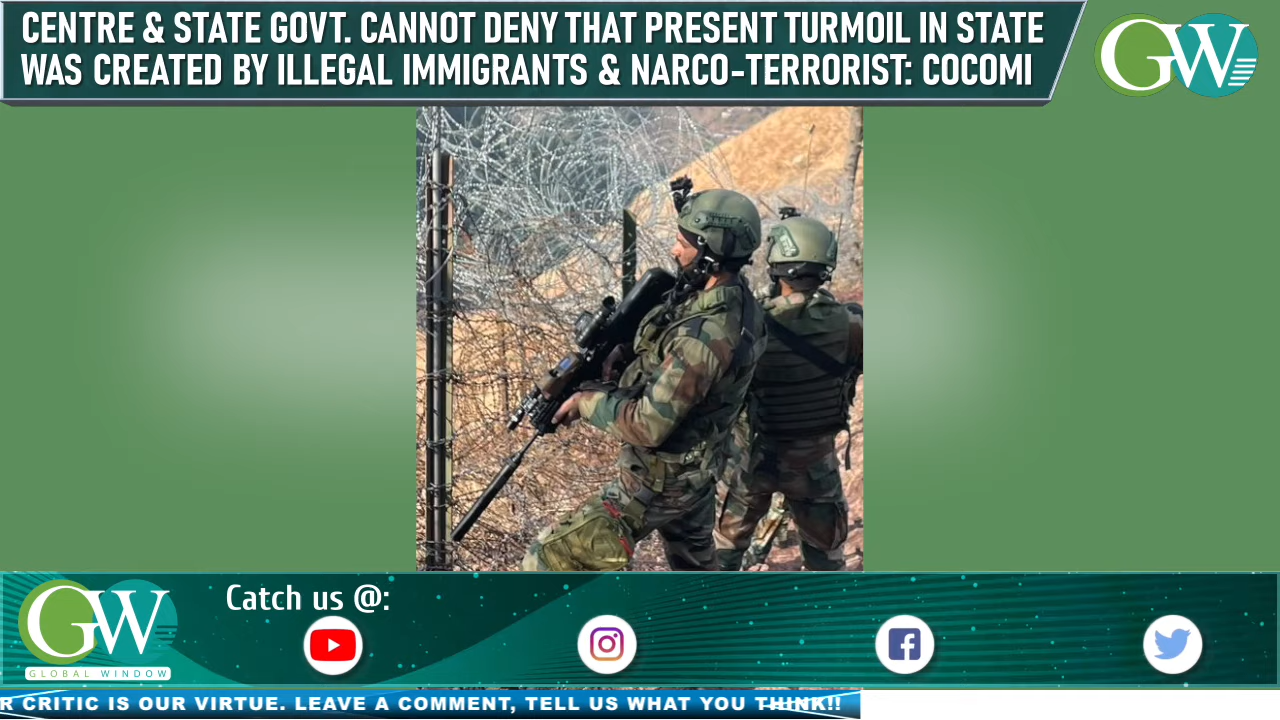 CENTRE & STATE GOVT. CANNOT DENY THAT PRESENT TURMOIL IN STATE
WAS CREATED BY ILLEGAL IMMIGRANTS & NARCO-TERRORIST: COCOMI
GW
Catch us @:
GW
GLOBAL WINDOW
R CRITIC IS OUR VIRTUE. LEAVE A COMMENT, TELL US WHAT YOU THINK!!